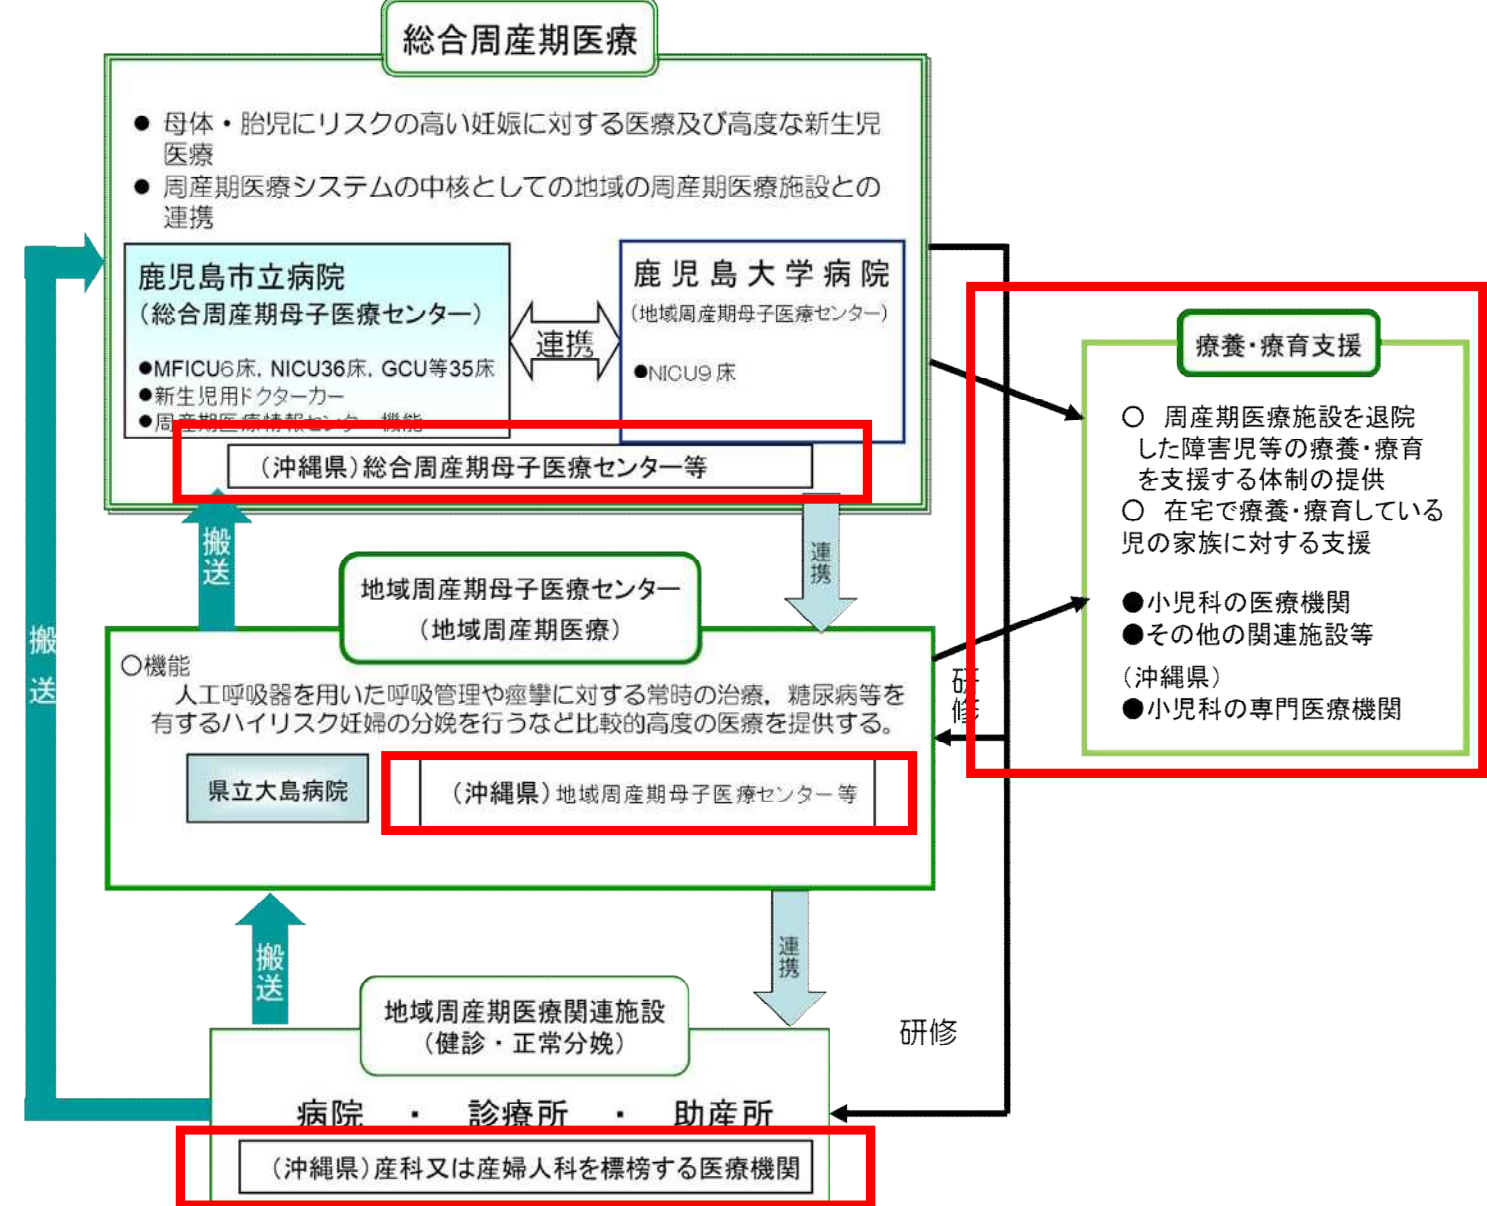 総合周産期医療
● 母体・胎児にリスクの高い妊娠に対する医療及び高度な新生児
医療
● 周産期医療システムの中核としての地域の周産期医療施設との
連携
鹿児島市立病院
(総合周産期母子医療センター)
●MFICU6床, NICU36床, GCU等35床
●新生児用ドクターカー
●周産期医療情報センター機能
連携
鹿児島大学病院
(地域周産期母子医療センター)
●NICU9床
(沖縄県)総合周産期母子医療センター等
搬送
連携
地域周産期母子医療センター
(地域周産期医療)
○機能
人工呼吸器を用いた呼吸管理や痙攣に対する常時の治療,糖尿病等を
有するハイリスク妊婦の分娩を行うなど比較的高度の医療を提供する。
県立大島病院
(沖縄県)地域周産期母子医療センター等
搬送
搬送
連携
地域周産期医療関連施設
(健診・正常分娩)
病院 ・ 診療所 ・ 助産所
(沖縄県)産科又は産婦人科を標榜する医療機関
研修
研修
療養・療育支援
○ 周産期医療施設を退院
した障害児等の療養・療育
を支援する体制の提供
○ 在宅で療養・療育している
児の家族に対する支援
●小児科の医療機関
●その他の関連施設等
(沖縄県)
●小児科の専門医療機関